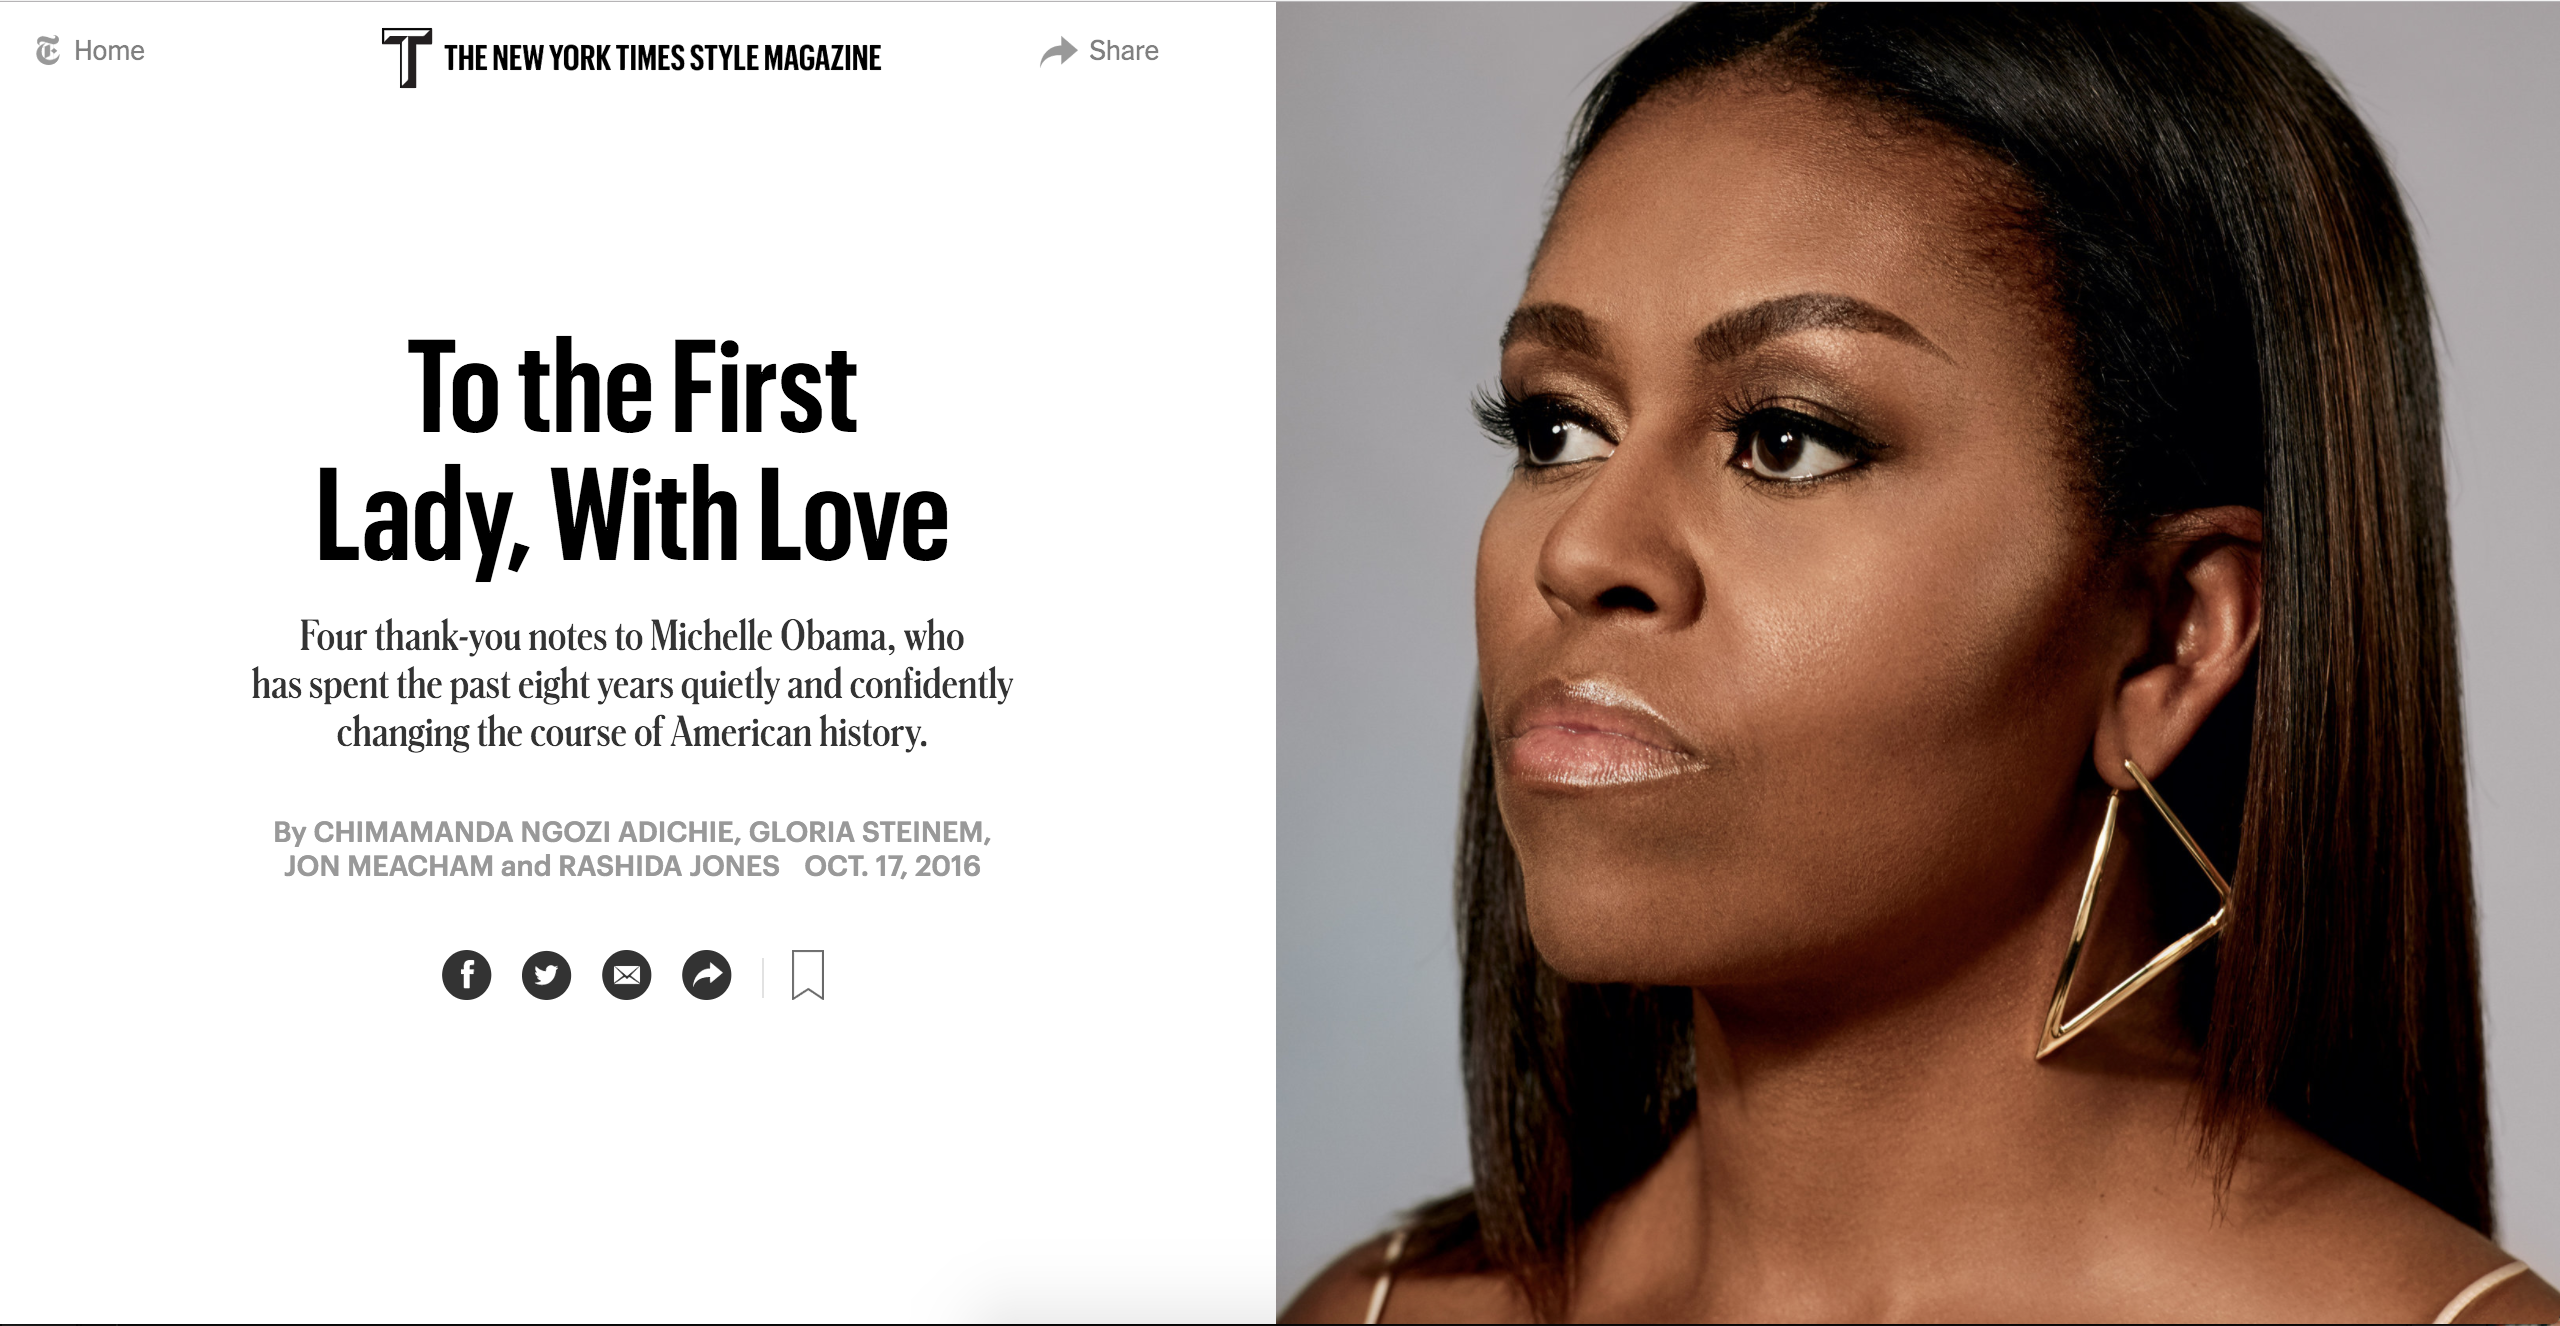 Home
THE NEW YORK TIMES STYLE MAGAZINE
Share
To the First
Lady, With Love
Four thank-you notes to Michelle Obama, who
has spent the past eight years quietly and confidently
changing the course of American history.
By CHIMAMANDA NGOZI ADICHIE, GLORIA STEINEM,
JON MEACHAM and RASHIDA JONES OCT. 17, 2016